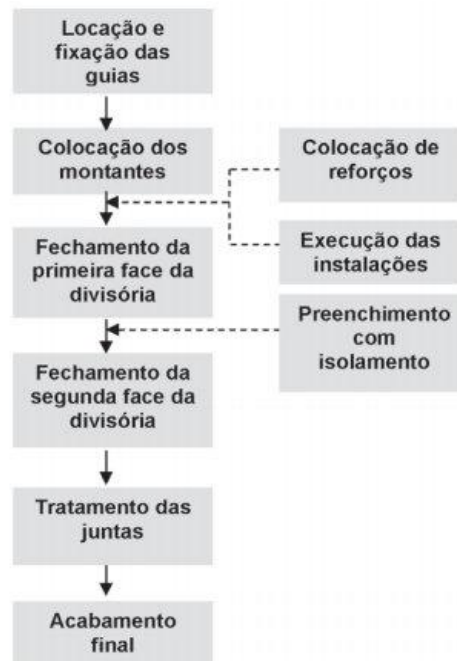 Locação e
fixação das
guias
Colocação dos
montantes
Colocação de
reforços
Execução das
instalações
Fechamento da
primeira face da
divisória
Preenchimento
com
isolamento
Fechamento da
segunda face da
divisória
Tratamento das
juntas
Acabamento
final